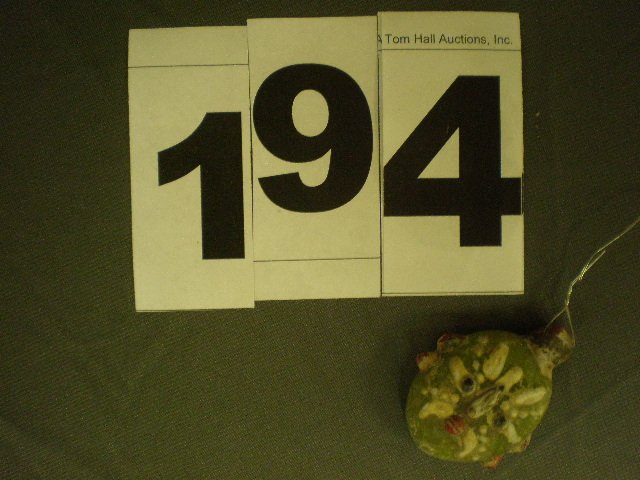 A Tom Hall Auctions, Inc.
194